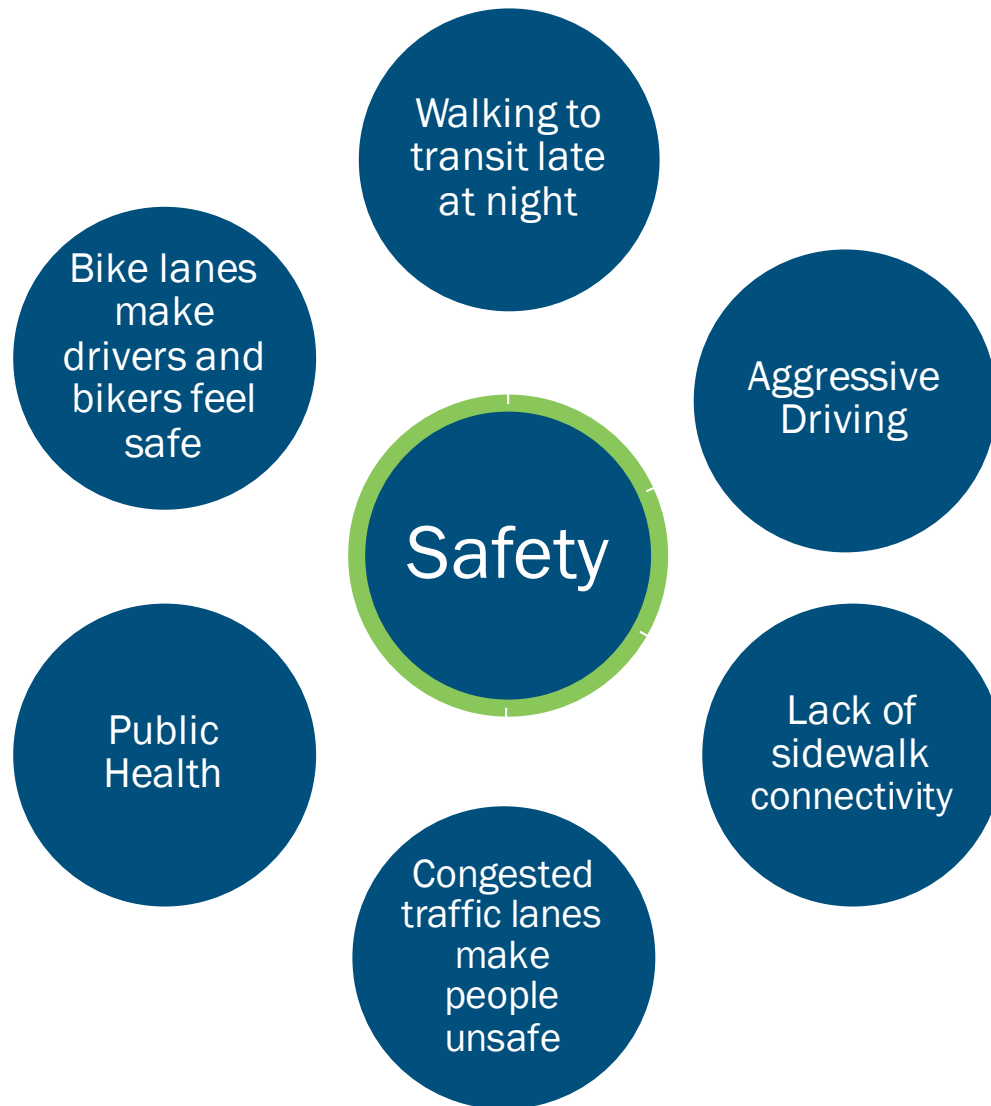 Walking to
transit late
at night
Bike lanes
make
drivers and
bikers feel
safe
Aggressive
Driving
Safety
Public
Health
Lack of
sidewalk
connectivity
Congested
traffic lanes
make
people
unsafe